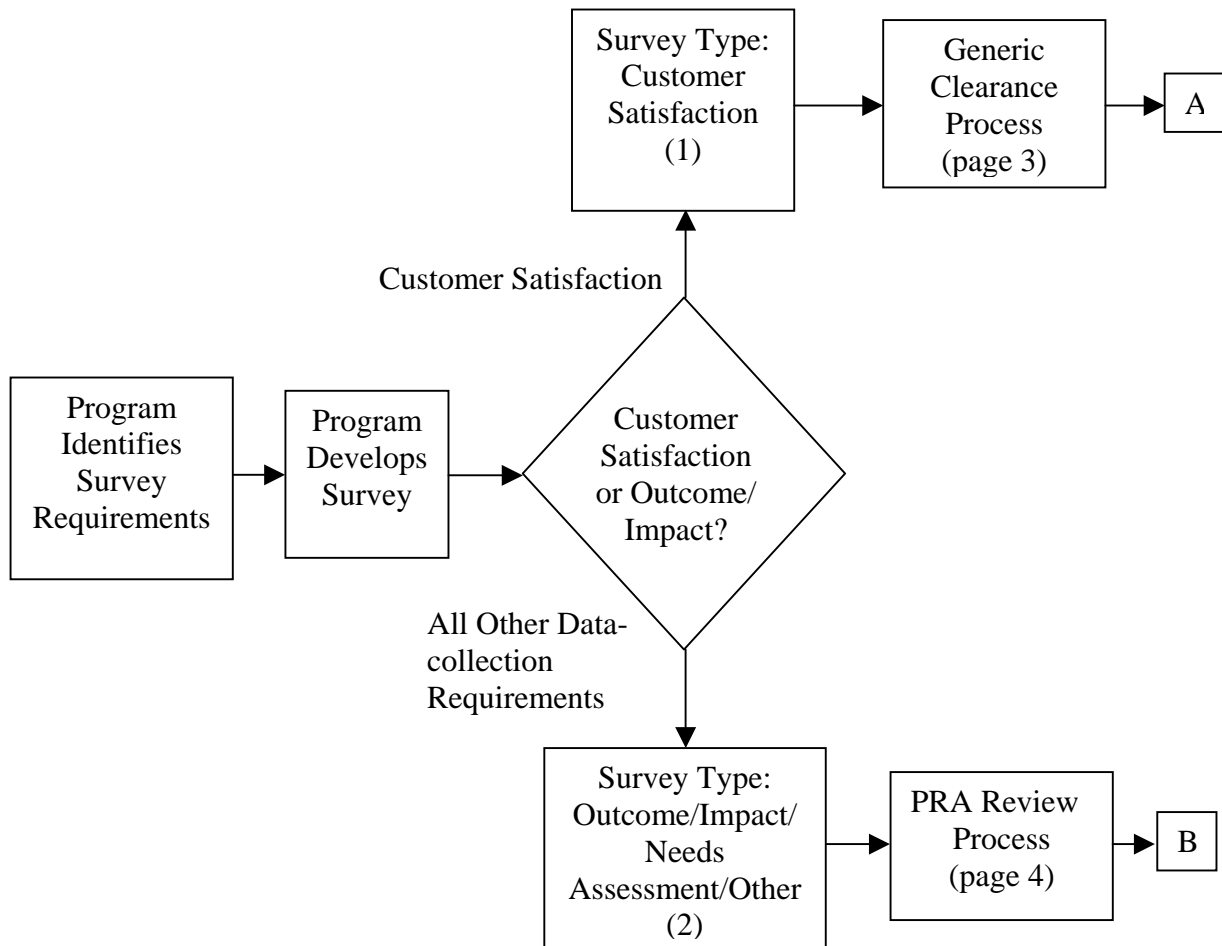 Survey Type:
Customer
Satisfaction
(1)
Generic
Clearance
Process
(page 3)
A
Customer Satisfaction
Program
Identifies
Survey
Requirements
Program
Develops
Survey
Customer
Satisfaction
or Outcome/
Impact?
All Other Data-
collection
Requirements
Survey Type:
Outcome/Impact/
Needs
Assessment/Other
(2)
PRA Review
Process
(page 4)
B